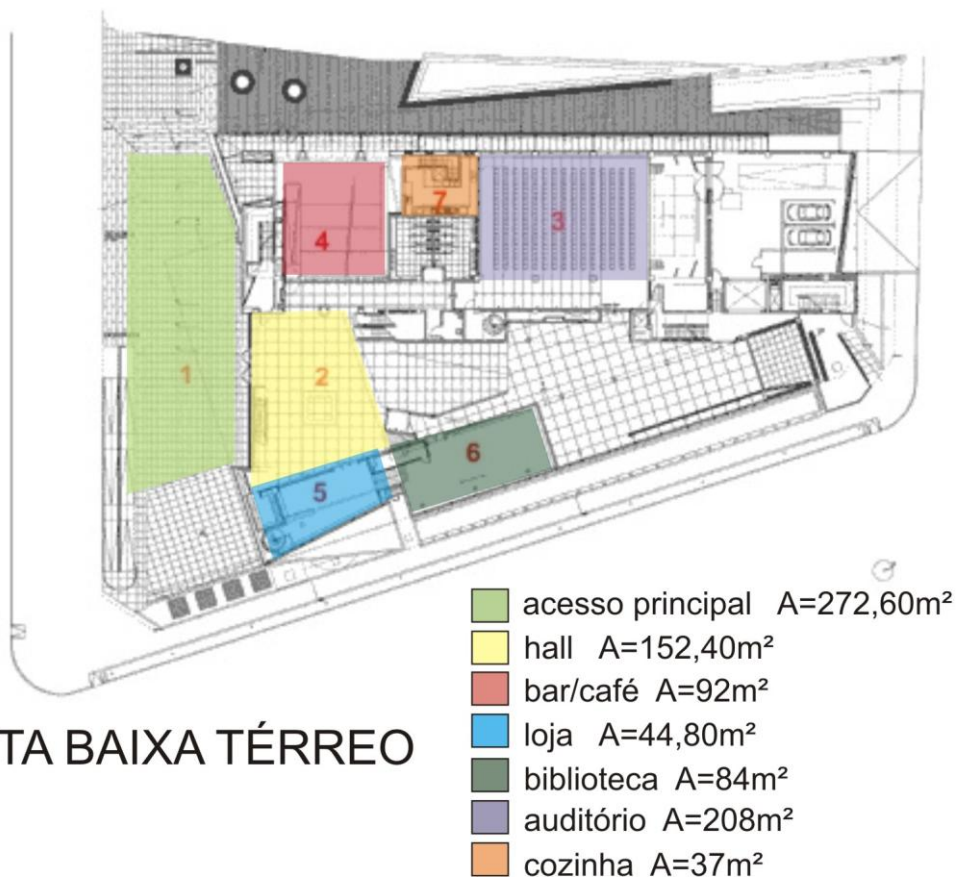 7
3
4
1
2
6
5
acesso principal A=272,60m²
hall A=152,40m²
bar/café A=92m²
loja A=44,80m²
TA BAIXA TÉRREO
biblioteca A=84m²
auditório A=208m²
cozinha A=37m²